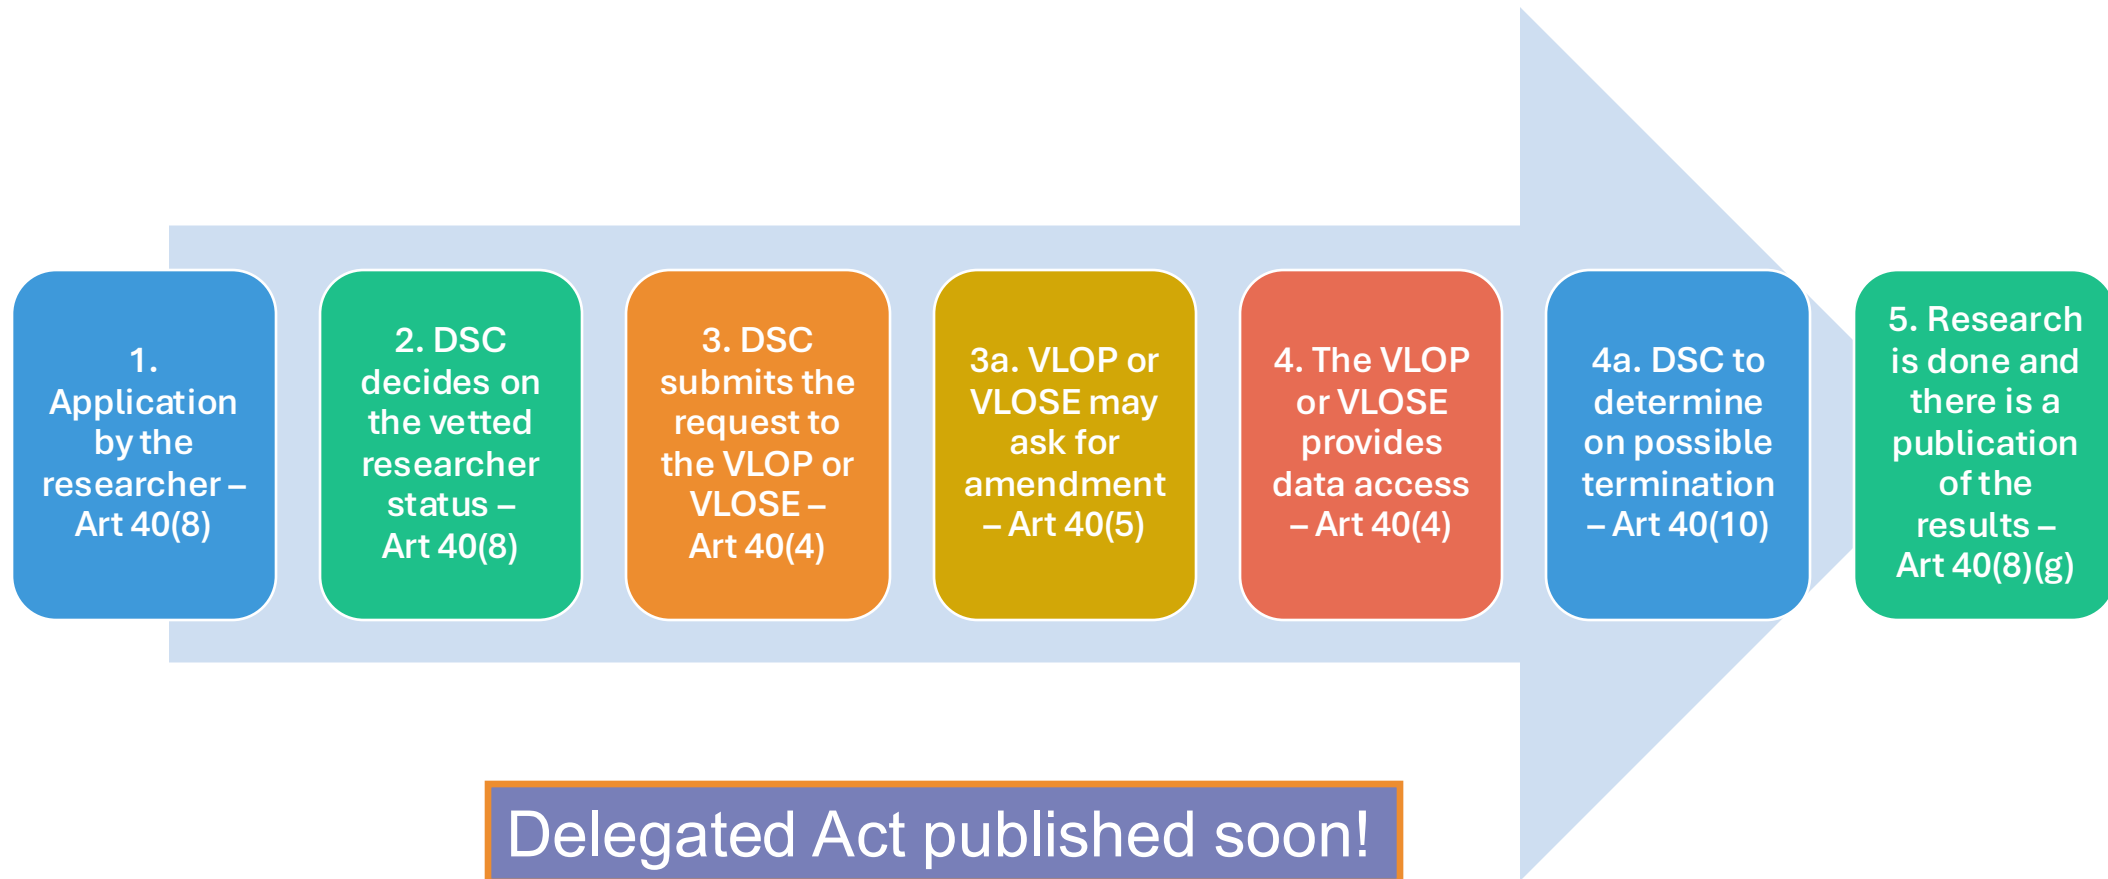 1.
Application
by the
researcher –
Art 40(8)
2. DSC
decides on
the vetted
researcher
status –
Art 40(8)
3. DSC
submits the
request to
the VLOP or
VLOSE –
Art 40(4)
3a. VLOP or
VLOSE may
ask for
amendment
– Art 40(5)
4. The VLOP
or VLOSE
provides
data access
– Art 40(4)
4a. DSC to
determine
on possible
termination
– Art 40(10)
5. Research
is done and
there is a
publication
of the
results –
Art 40(8)(g)
Delegated Act published soon!